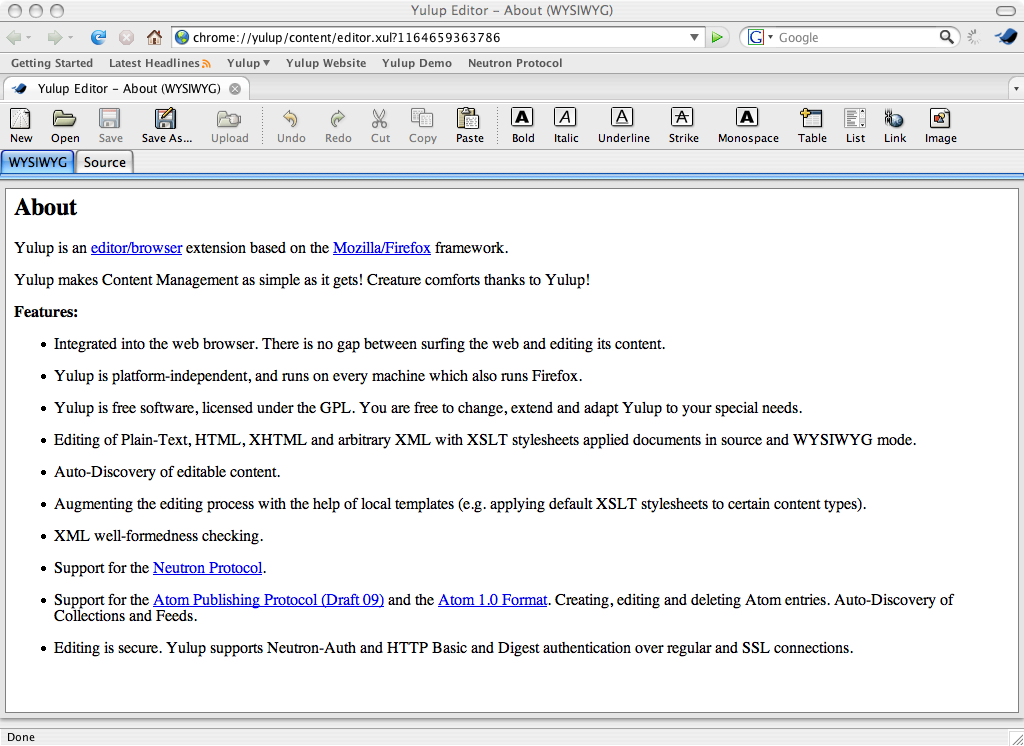 Yulup Editor – About (WYSIWYG)
chrome://yulup/content/editor.xul?1164659363786
G Google
Getting Started Latest Headlines Yulup Yulup Website Yulup Demo Neutron Protocol
Yulup Editor – About (WYSIWYG)
New Open Save Save As... Upload Undo Redo Cut Copy Paste Bold Italic Underline Strike Monospace Table List Link Image
WYSIWYG Source
About
Yulup is an editor/browser extension based on the Mozilla/Firefox framework.
Yulup makes Content Management as simple as it gets! Creature comforts thanks to Yulup!
Features:
• Integrated into the web browser. There is no gap between surfing the web and editing its content.
• Yulup is platform-independent, and runs on every machine which also runs Firefox.
• Yulup is free software, licensed under the GPL. You are free to change, extend and adapt Yulup to your special needs.
• Editing of Plain-Text, HTML, XHTML and arbitrary XML with XSLT stylesheets applied documents in source and WYSIWYG mode.
• Auto-Discovery of editable content.
• Augmenting the editing process with the help of local templates (e.g. applying default XSLT stylesheets to certain content types).
• XML well-formedness checking.
• Support for the Neutron Protocol.
• Support for the Atom Publishing Protocol (Draft 09) and the Atom 1.0 Format. Creating, editing and deleting Atom entries. Auto-Discovery of
Collections and Feeds.
• Editing is secure. Yulup supports Neutron-Auth and HTTP Basic and Digest authentication over regular and SSL connections.
Done